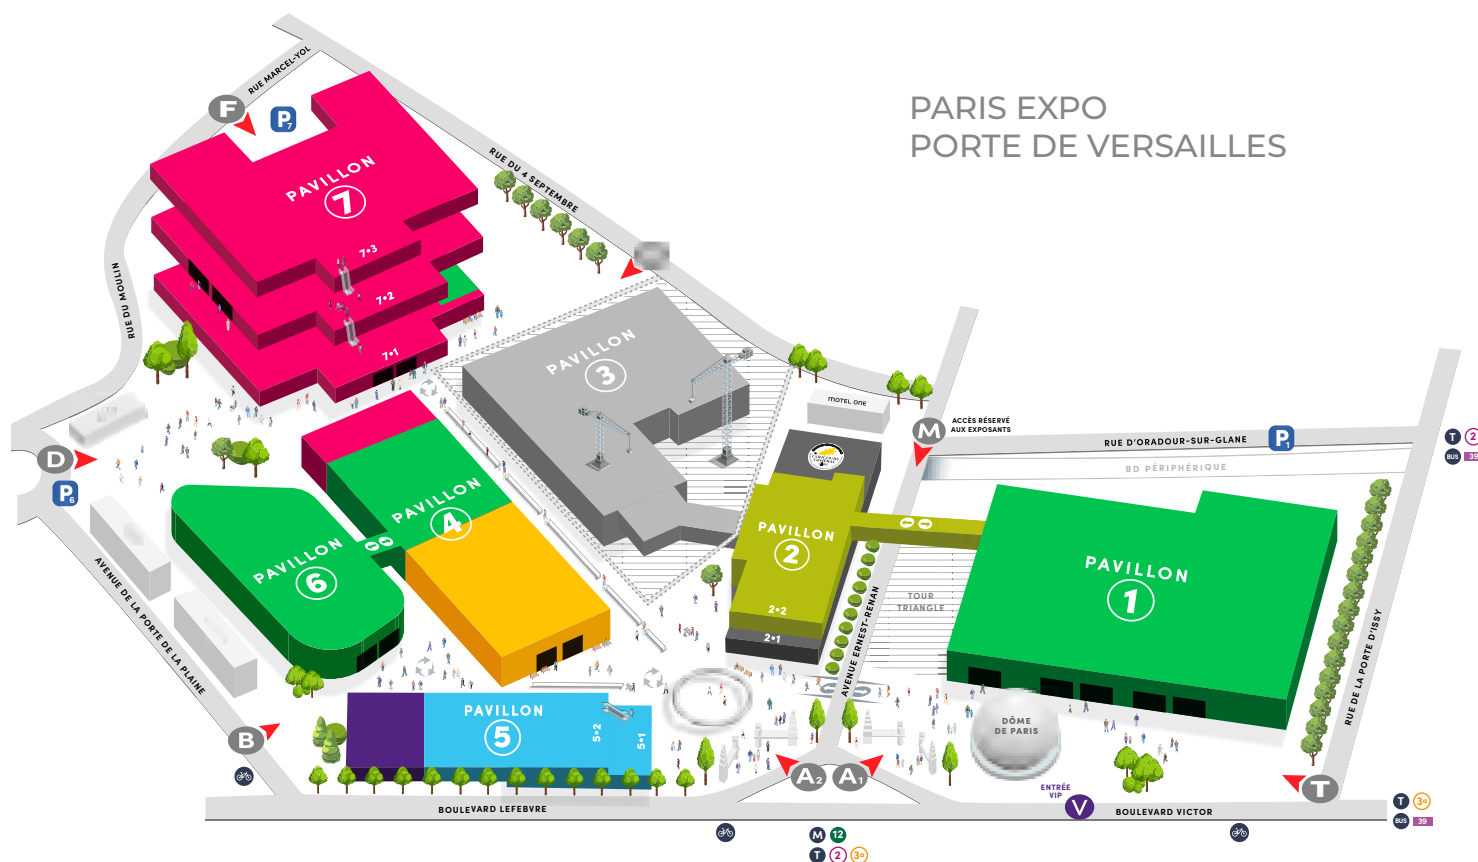 PARIS EXPO
PORTE DE VERSAILLES
RUE MARCEL-YOL
F
P7
RUE DU 4 SEPTEMBRE
PAVILLON
7
7•3
7•2
7•1
RUE DU MOULIN
PAVILLON
3
MOTEL ONE
M
ACCÈS RÉSERVÉ
AUX EXPOSANTS
RUE D'ORADOUR-SUR-GLANE
P1
BD PÉRIPHÉRIQUE
T 2
BUS 39
CONCOURS
GÉNÉRAL
D
P6
PAVILLON
4
PAVILLON
6
PAVILLON
2
2•2
2•1
PAVILLON
1
TOUR
TRIANGLE
AVENUE ERNEST-RENAN
RUE DE LA PORTE D'ISSY
AVENUE DE LA PORTE DE LA PLAINE
B
PAVILLON
5
5•2
5•1
DÔME
DE PARIS
A2
A1
ENTRÉE
VIP
V
T
BOULEVARD LEFEBVRE
BOULEVARD VICTOR
T 3a
BUS 39
M 12
T 2 3a